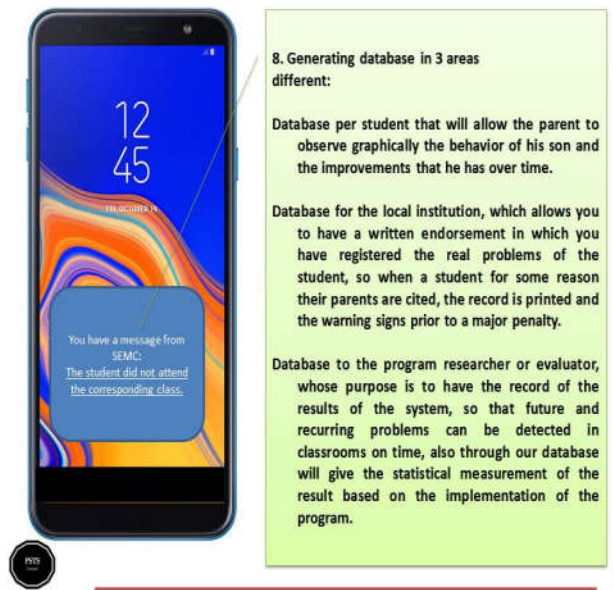 12
45
FRI, OCTOBER 19
You have a message from
SEMC:
The student did not attend
the corresponding class.
8. Generating database in 3 areas
different:
Database per student that will allow the parent to
observe graphically the behavior of his son and
the improvements that he has over time.
Database for the local institution, which allows you
to have a written endorsement in which you
have registered the real problems of the
student, so when a student for some reason
their parents are cited, the record is printed and
the warning signs prior to a major penalty.
Database to the program researcher or evaluator,
whose purpose is to have the record of the
results of the system, so that future and
recurring problems can be detected in
classrooms on time, also through our database
will give the statistical measurement of the
result based on the implementation of the
program.
PSTS